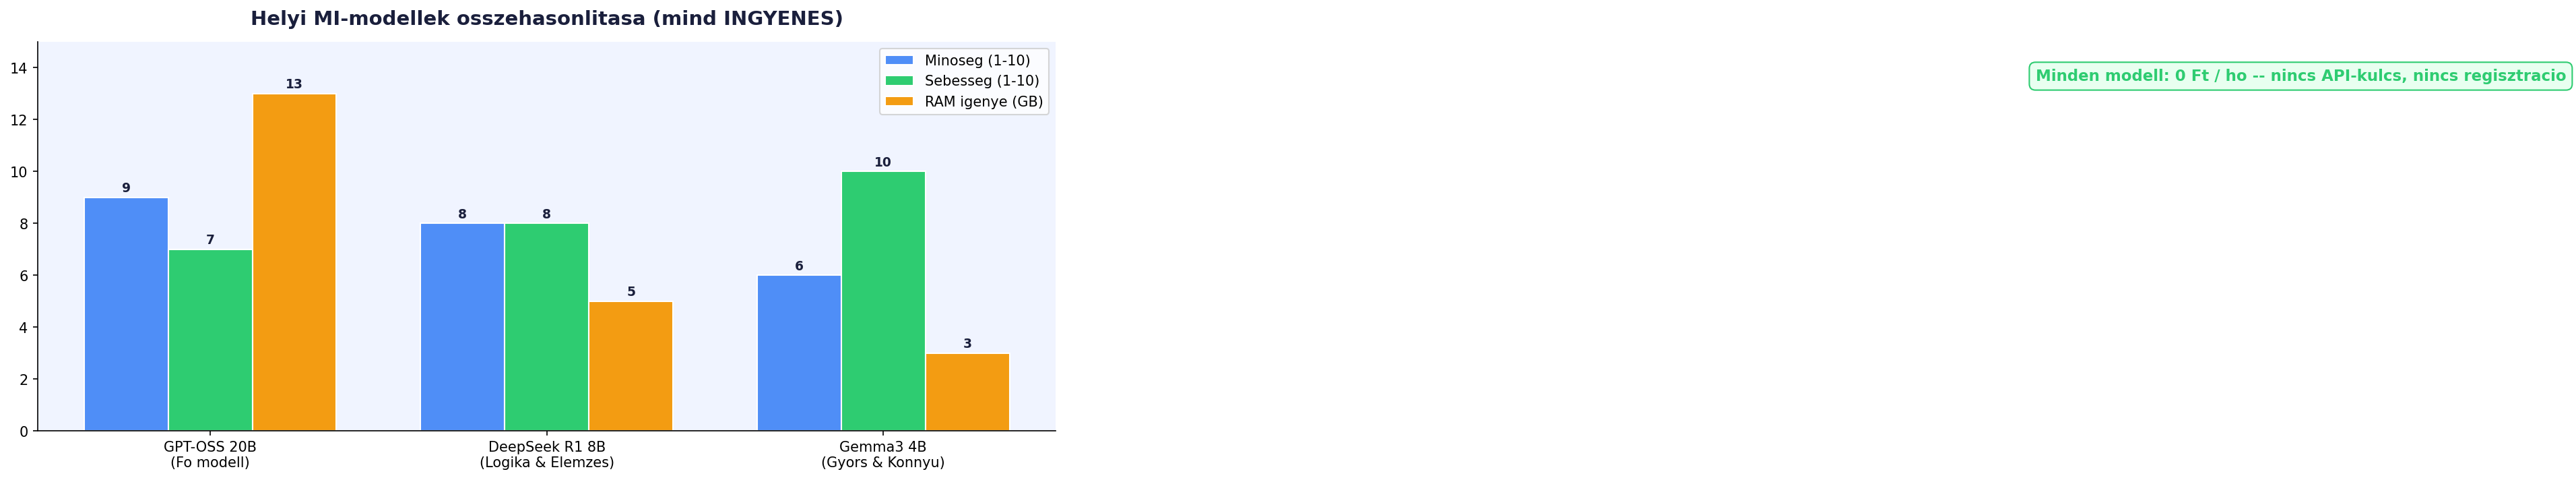 Helyi MI-modellek osszehasonlitasa (mind INGYENES)
Minoseg (1-10)
Sebesseg (1-10)
RAM igenye (GB)
Minden modell: 0 Ft / ho -- nincs API-kulcs, nincs regisztracio
14
12
10
8
6
4
2
0
9
7
13
8
8
5
6
10
3
GPT-OSS 20B
(Fo modell)
DeepSeek R1 8B
(Logika & Elemzes)
Gemma3 4B
(Gyors & Konnyu)